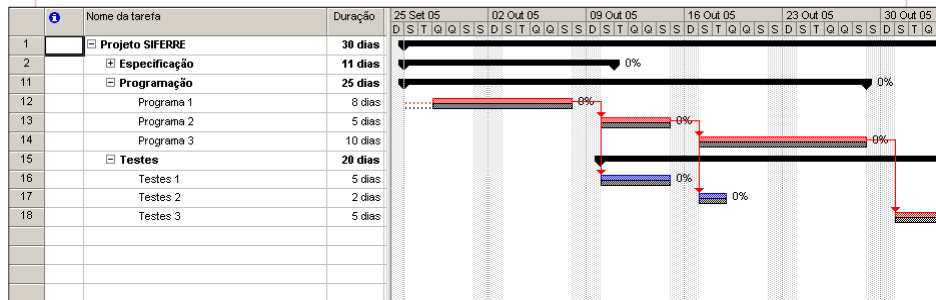 Nome da tarefa Duração 25 Set 05 02 Out 05 09 Out 05 16 Out 05 23 Out 05 30 Out 05
D S T Q Q S S D S T Q Q S S D S T Q Q S S D S T Q Q S S D S T Q Q S S D S T Q
1 Projeto SIFERRE 30 dias
2 Especificação 11 dias 0%
11 Programação 25 dias 0%
12 Programa 1 8 dias 0%
13 Programa 2 5 dias 0%
14 Programa 3 10 dias 0%
15 Testes 20 dias
16 Testes 1 5 dias 0%
17 Testes 2 2 dias 0%
18 Testes 3 5 dias